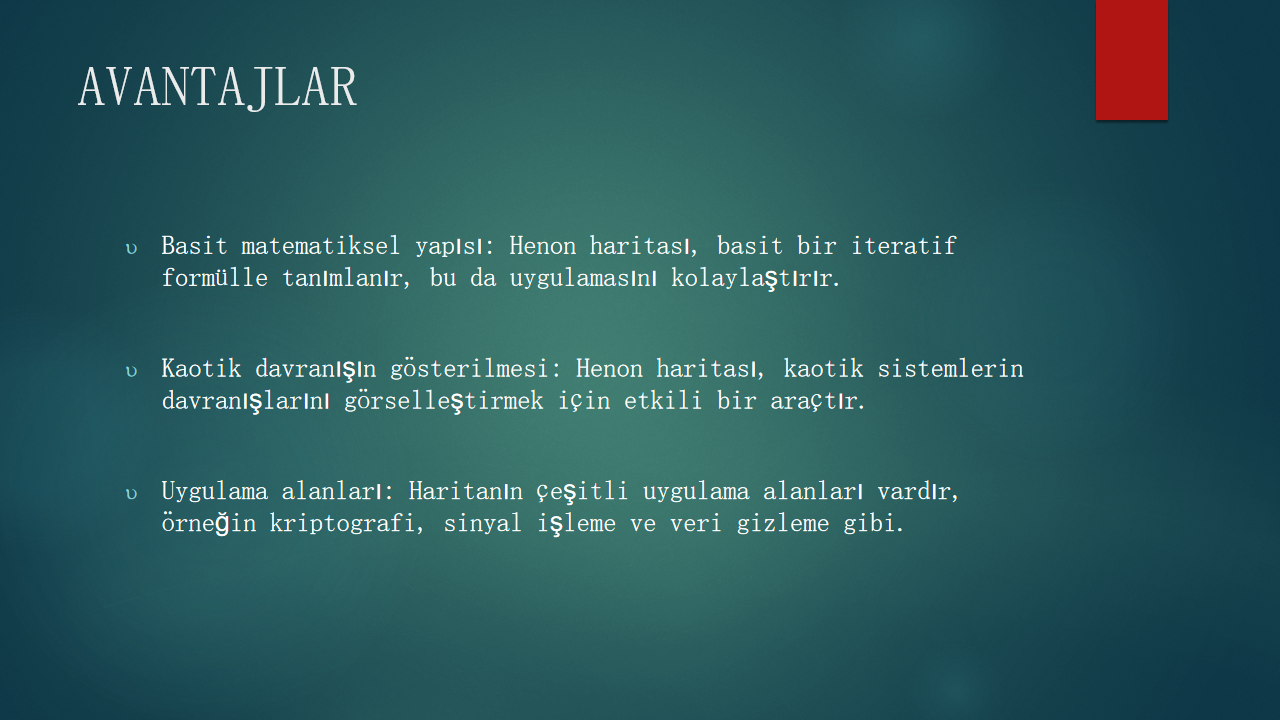 AVANTAJLAR
Basit matematiksel yapısı: Henon haritası, basit bir iteratif
formülle tanımlanır, bu da uygulamasını kolaylaştırır.
Kaotik davranışın gösterilmesi: Henon haritası, kaotik sistemlerin
davranışlarını görselleştirmek için etkili bir araçtır.
Uygulama alanları: Haritanın çeşitli uygulama alanları vardır,
örneğin kriptografi, sinyal işleme ve veri gizleme gibi.